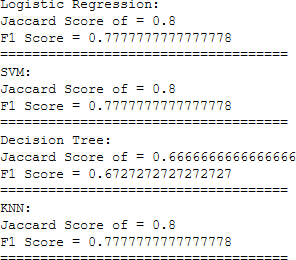 Logistic Regression:
Jaccard Score of = 0.8
F1 Score = 0.7777777777777778
====================================
SVM:
Jaccard Score of = 0.8
F1 Score = 0.7777777777777778
====================================
Decision Tree:
Jaccard Score of = 0.6666666666666666
F1 Score = 0.6727272727272727
====================================
KNN:
Jaccard Score of = 0.8
F1 Score = 0.7777777777777778
====================================